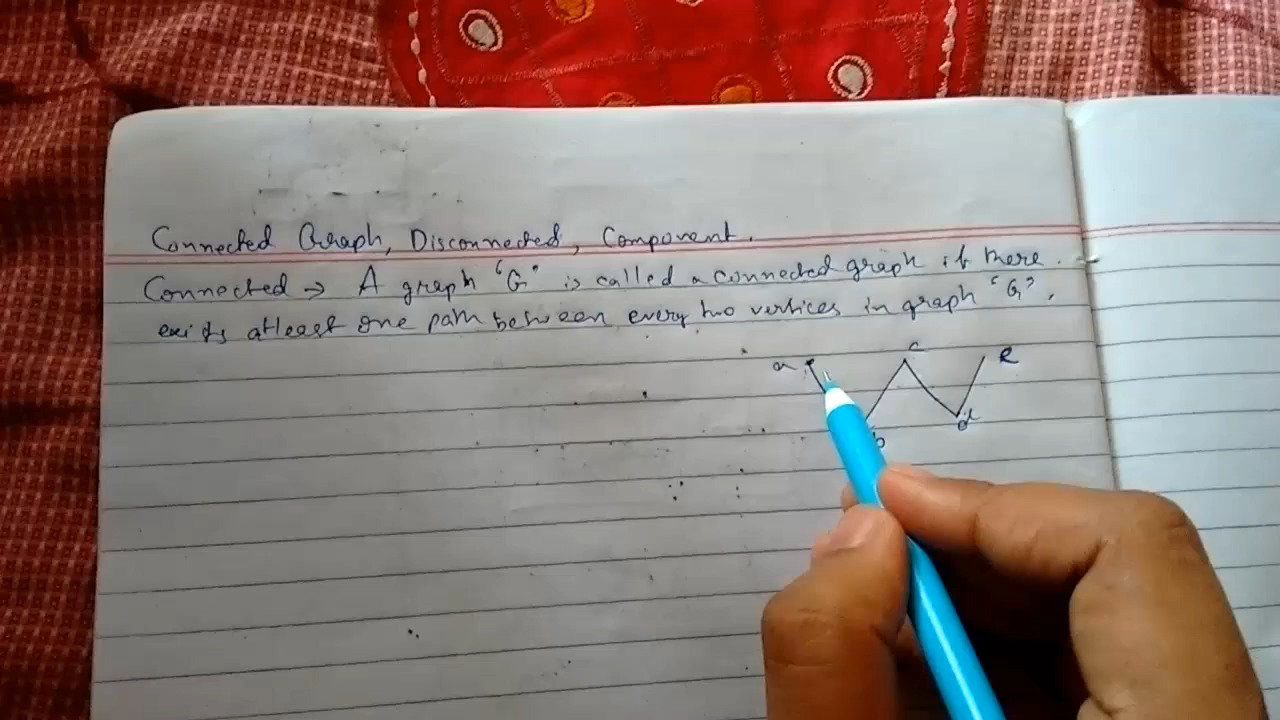 Connected Graph, Disconnected, Component.
Connected → A graph "G" is called a connected graph if there
exists atleast one path between every two vertices in graph "G".
a c e
b d